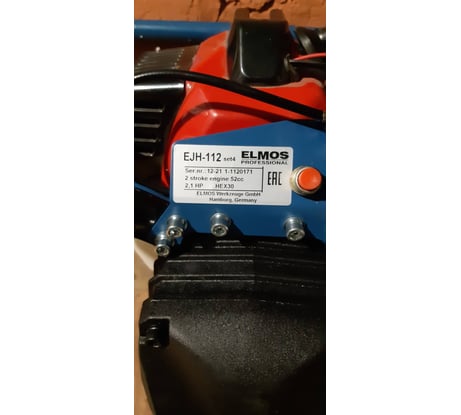 EJH-112 set4 ELMOS
PROFESSIONAL
Ser.nr.: 12-21 1-1120171
2 stroke engine 52cc
2,1 HP HEX30
EAC
ELMOS Werkzeuge GmbH
Hamburg, Germany